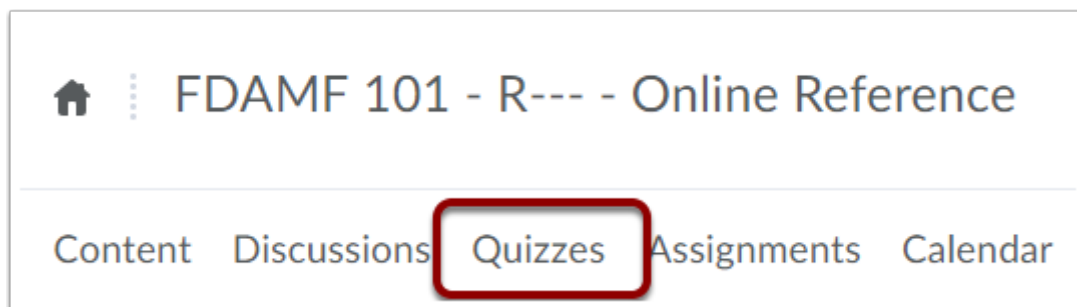 FDAMF 101 - R--- - Online Reference
Content Discussions Quizzes Assignments Calendar